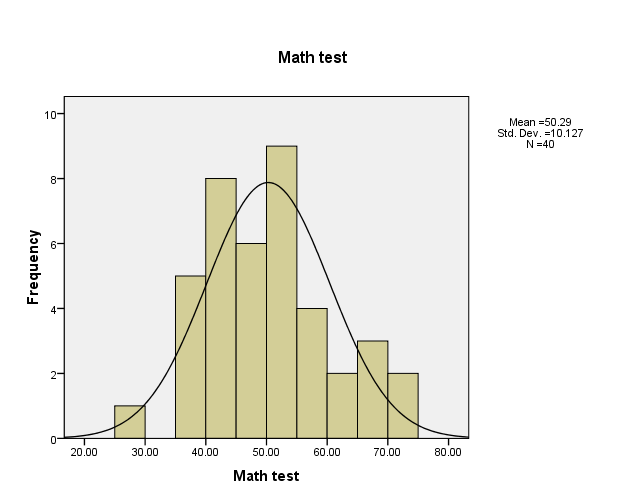 Math test
Mean =50.29
Std. Dev. =10.127
N =40
10
8
6
4
2
0
Frequency
20.00 30.00 40.00 50.00 60.00 70.00 80.00
Math test